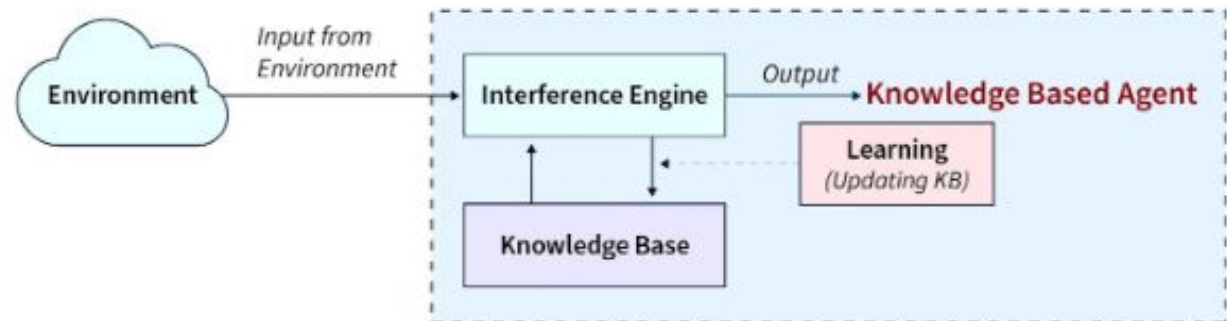 Input from
Environment
Environment
Interference Engine
Output
Knowledge Based Agent
Learning
(Updating KB)
Knowledge Base